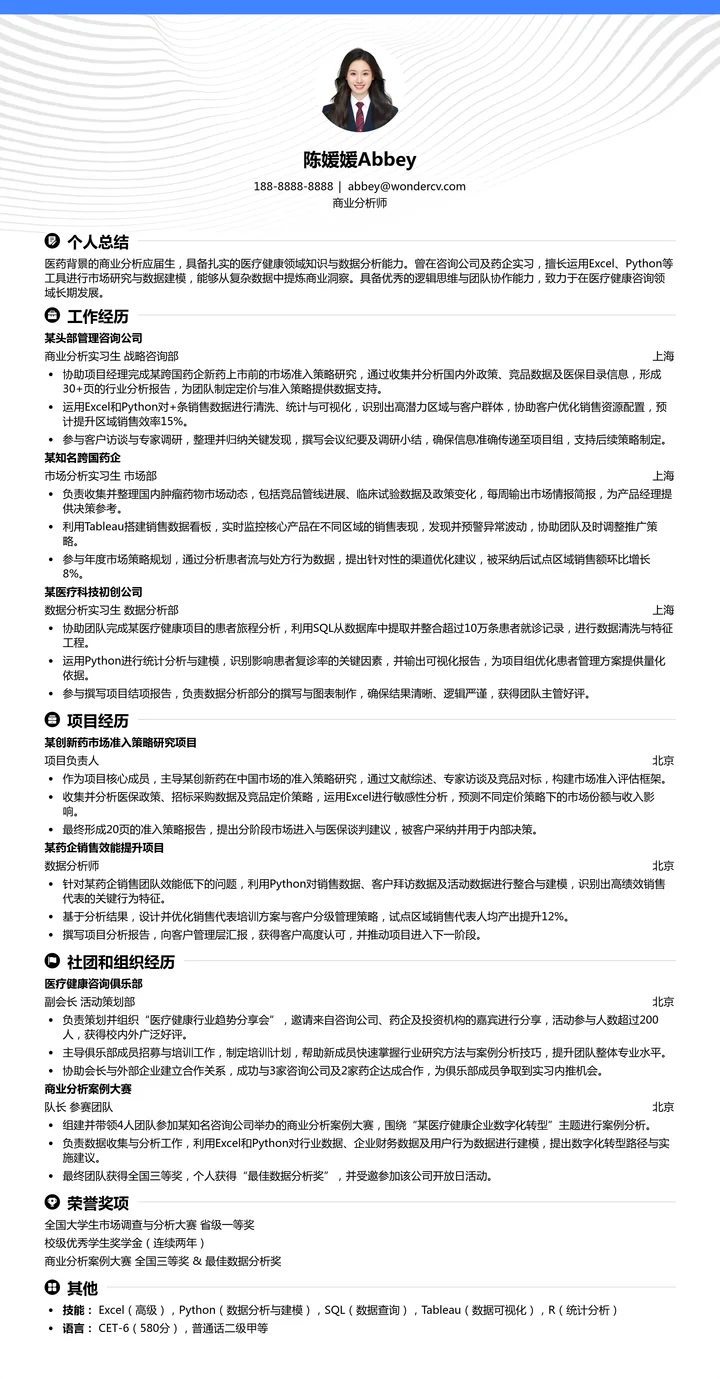 陈媛媛Abbey
188-8888-8888 | abbey@wondercv.com
商业分析师
个人总结
医药背景的商业分析应届生，具备扎实的医疗健康领域知识与数据分析能力。曾在咨询公司及药企实习，擅长运用Excel、Python等
工具进行市场研究与数据建模，能够从复杂数据中提炼商业洞察。具备优秀的逻辑思维与团队协作能力，致力于在医疗健康咨询领
域长期发展。
工作经历
某头部管理咨询公司
商业分析实习生 战略咨询部 上海
• 协助项目经理完成某跨国药企新药上市前的市场准入策略研究，通过收集并分析国内外政策、竞品数据及医保目录信息，形成
30+页的行业分析报告，为团队制定定价与准入策略提供数据支持。
• 运用Excel和Python对+条销售数据进行清洗、统计与可视化，识别出高潜力区域与客户群体，协助客户优化销售资源配置，预
计提升区域销售效率15%。
• 参与客户访谈与专家调研，整理并归纳关键发现，撰写会议纪要及调研小结，确保信息准确传递至项目组，支持后续策略制定。
某知名跨国药企
市场分析实习生 市场部 上海
• 负责收集并整理国内肿瘤药物市场动态，包括竞品管线进展、临床试验数据及政策变化，每周输出市场情报简报，为产品经理提
供决策参考。
• 利用Tableau搭建销售数据看板，实时监控核心产品在不同区域的销售表现，发现并预警异常波动，协助团队及时调整推广策
略。
• 参与年度市场策略规划，通过分析患者流与处方行为数据，提出针对性的渠道优化建议，被采纳后试点区域销售额环比增长
8%。
某医疗科技初创公司
数据分析实习生 数据分析部 上海
• 协助团队完成某医疗健康项目的患者旅程分析，利用SQL从数据库中提取并整合超过10万条患者就诊记录，进行数据清洗与特征
工程。
• 运用Python进行统计分析与建模，识别影响患者复诊率的关键因素，并输出可视化报告，为项目组优化患者管理方案提供量化
依据。
• 参与撰写项目结项报告，负责数据分析部分的撰写与图表制作，确保结果清晰、逻辑严谨，获得团队主管好评。
项目经历
某创新药市场准入策略研究项目
项目负责人 北京
• 作为项目核心成员，主导某创新药在中国市场的准入策略研究，通过文献综述、专家访谈及竞品对标，构建市场准入评估框架。
• 收集并分析医保政策、招标采购数据及竞品定价策略，运用Excel进行敏感性分析，预测不同定价策略下的市场份额与收入影
响。
• 最终形成20页的准入策略报告，提出分阶段市场进入与医保谈判建议，被客户采纳并用于内部决策。
某药企销售效能提升项目
数据分析师 北京
• 针对某药企销售团队效能低下的问题，利用Python对销售数据、客户拜访数据及活动数据进行整合与建模，识别出高绩效销售
代表的关键行为特征。
• 基于分析结果，设计并优化销售代表培训方案与客户分级管理策略，试点区域销售代表人均产出提升12%。
• 撰写项目分析报告，向客户管理层汇报，获得客户高度认可，并推动项目进入下一阶段。
社团和组织经历
医疗健康咨询俱乐部
副会长 活动策划部 北京
• 负责策划并组织“医疗健康行业趋势分享会”，邀请来自咨询公司、药企及投资机构的嘉宾进行分享，活动参与人数超过200
人，获得校内外广泛好评。
• 主导俱乐部成员招募与培训工作，制定培训计划，帮助新成员快速掌握行业研究方法与案例分析技巧，提升团队整体专业水平。
• 协助会长与外部企业建立合作关系，成功与3家咨询公司及2家药企达成合作，为俱乐部成员争取到实习内推机会。
商业分析案例大赛
队长 参赛团队 北京
• 组建并带领4人团队参加某知名咨询公司举办的商业分析案例大赛，围绕“某医疗健康企业数字化转型”主题进行案例分析。
• 负责数据收集与分析工作，利用Excel和Python对行业数据、企业财务数据及用户行为数据进行建模，提出数字化转型路径与实
施建议。
• 最终团队获得全国三等奖，个人获得“最佳数据分析奖”，并受邀参加该公司开放日活动。
荣誉奖项
全国大学生市场调查与分析大赛 省级一等奖
校级优秀学生奖学金（连续两年）
商业分析案例大赛 全国三等奖 & 最佳数据分析奖
其他
• 技能： Excel（高级），Python（数据分析与建模），SQL（数据查询），Tableau（数据可视化），R（统计分析）
• 语言： CET-6（580分），普通话二级甲等